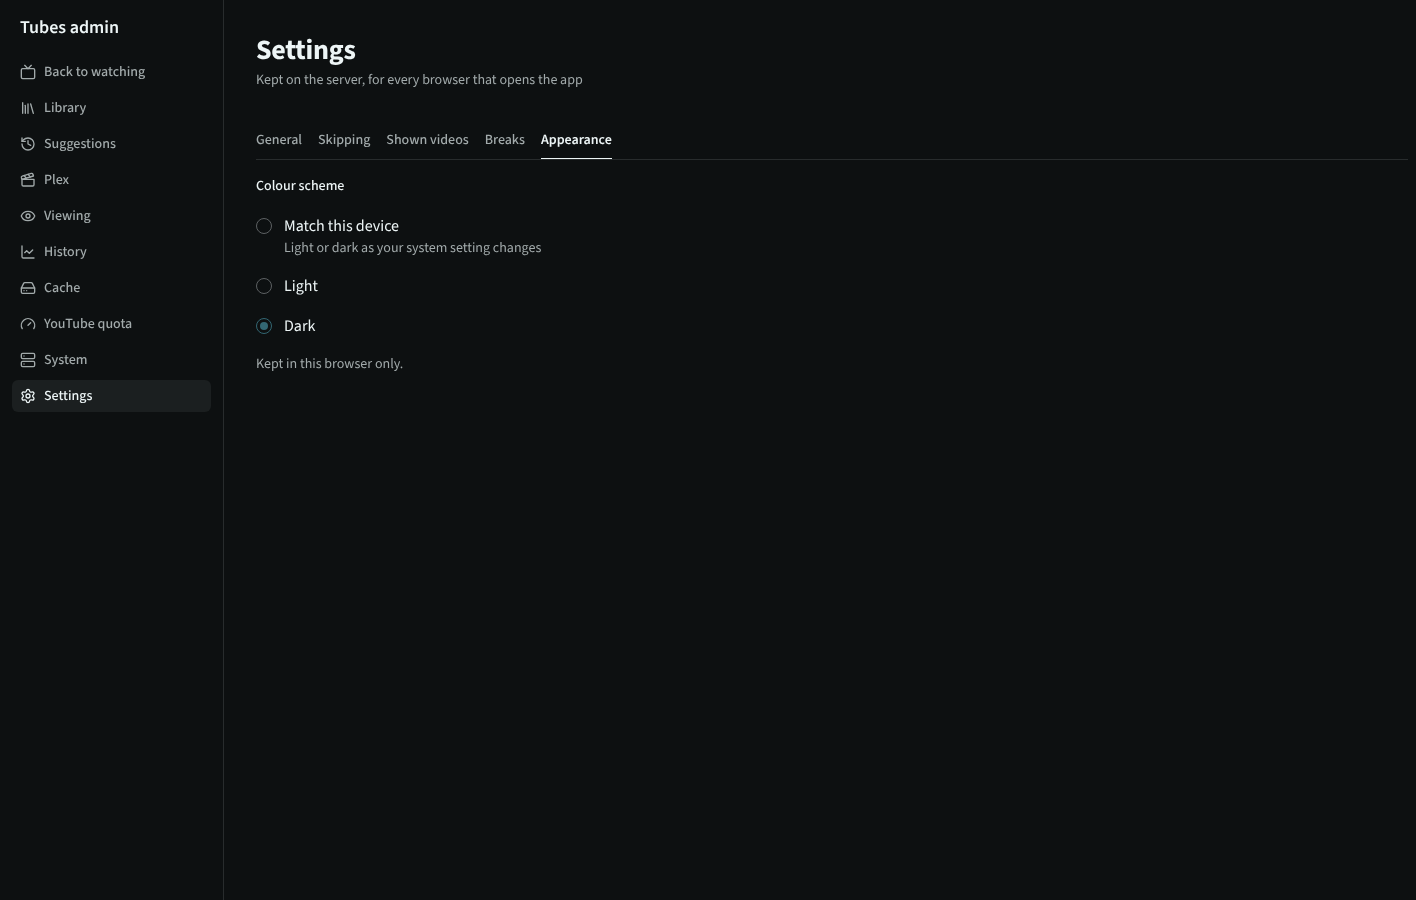 Tubes admin
Back to watching
Library
Suggestions
Plex
Viewing
History
Cache
YouTube quota
System
Settings
Settings
Kept on the server, for every browser that opens the app
General Skipping Shown videos Breaks Appearance
Colour scheme
Match this device
Light or dark as your system setting changes
Light
Dark
Kept in this browser only.